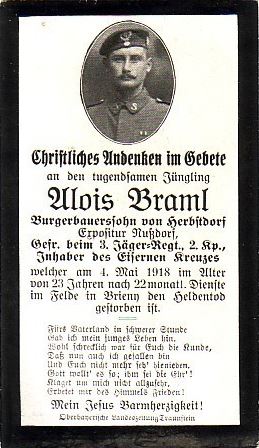 Christliches Andenken im Gebete
an den tugendsamen Jüngling
Alois Braml
Burgerbauerssohn von Herbstdorf
Expositur Nußdorf,
Gefr. beim 3. Jäger-Regt., 2. Kp.,
Inhaber des Eisernen Kreuzes
welcher am 4. Mai 1918 im Alter
von 23 Jahren nach 22 monatl. Dienste
im Felde in Brieny den Heldentod
gestorben ist.
Fürs Vaterland in schwerer Stunde
Gab ich mein junges Leben hin.
Wohl schrecklich war für Euch die Kunde,
Daß nun auch ich gefallen bin
Und Euch nicht mehr seh' hienieden.
Gott wollt' es so; ihm sei die Ehr'!
Klaget um mich nicht allzusehr,
Erbetet mir des Himmels Frieden!
Mein Jesus Barmherzigkeit!
Oberbayerische Landeszeitung Traunstein